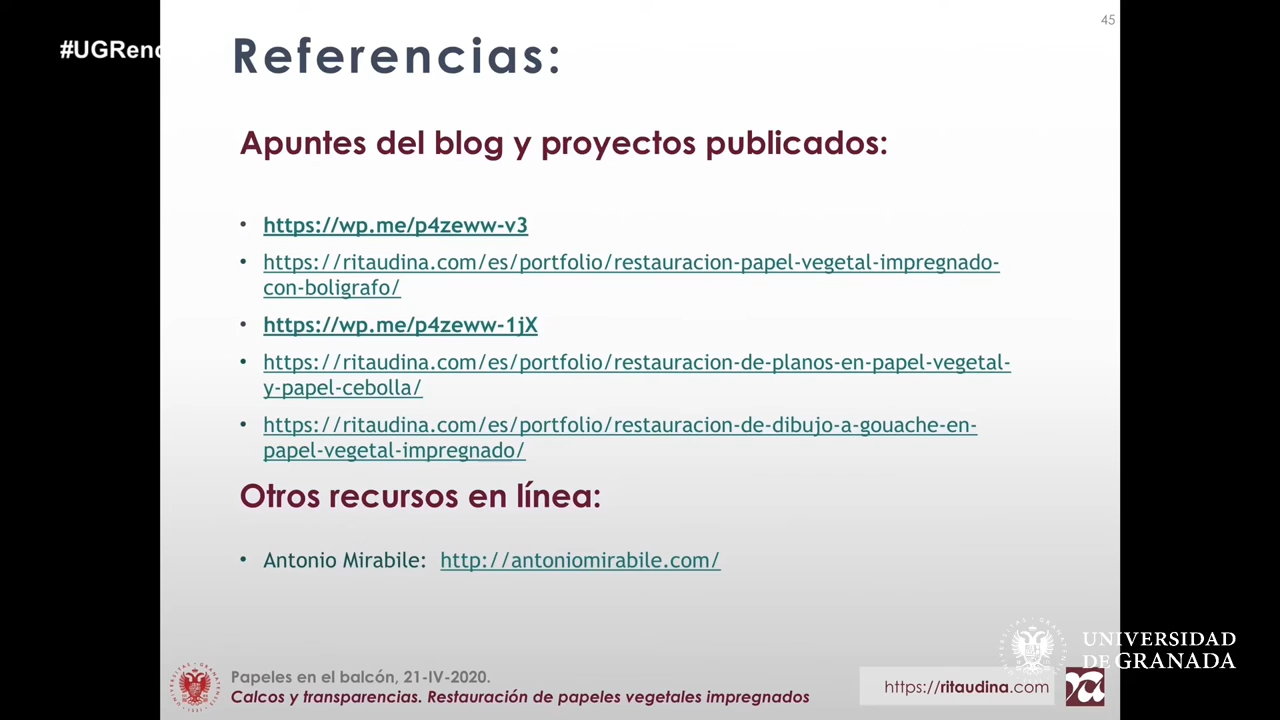 45
#UGRend
Referencias:
Apuntes del blog y proyectos publicados:
• https://wp.me/p4zeww-v3
• https://ritaudina.com/es/portfolio/restauracion-papel-vegetal-impregnado-
con-boligrafo/
• https://wp.me/p4zeww-1jX
• https://ritaudina.com/es/portfolio/restauracion-de-planos-en-papel-vegetal-
y-papel-cebolla/
• https://ritaudina.com/es/portfolio/restauracion-de-dibujo-a-gouache-en-
papel-vegetal-impregnado/
Otros recursos en línea:
• Antonio Mirabile: http://antoniomirabile.com/
UNIVERSIDAD
DE GRANADA
Papeles en el balcón, 21-IV-2020.
Calcos y transparencias. Restauración de papeles vegetales impregnados
https://ritaudina.com